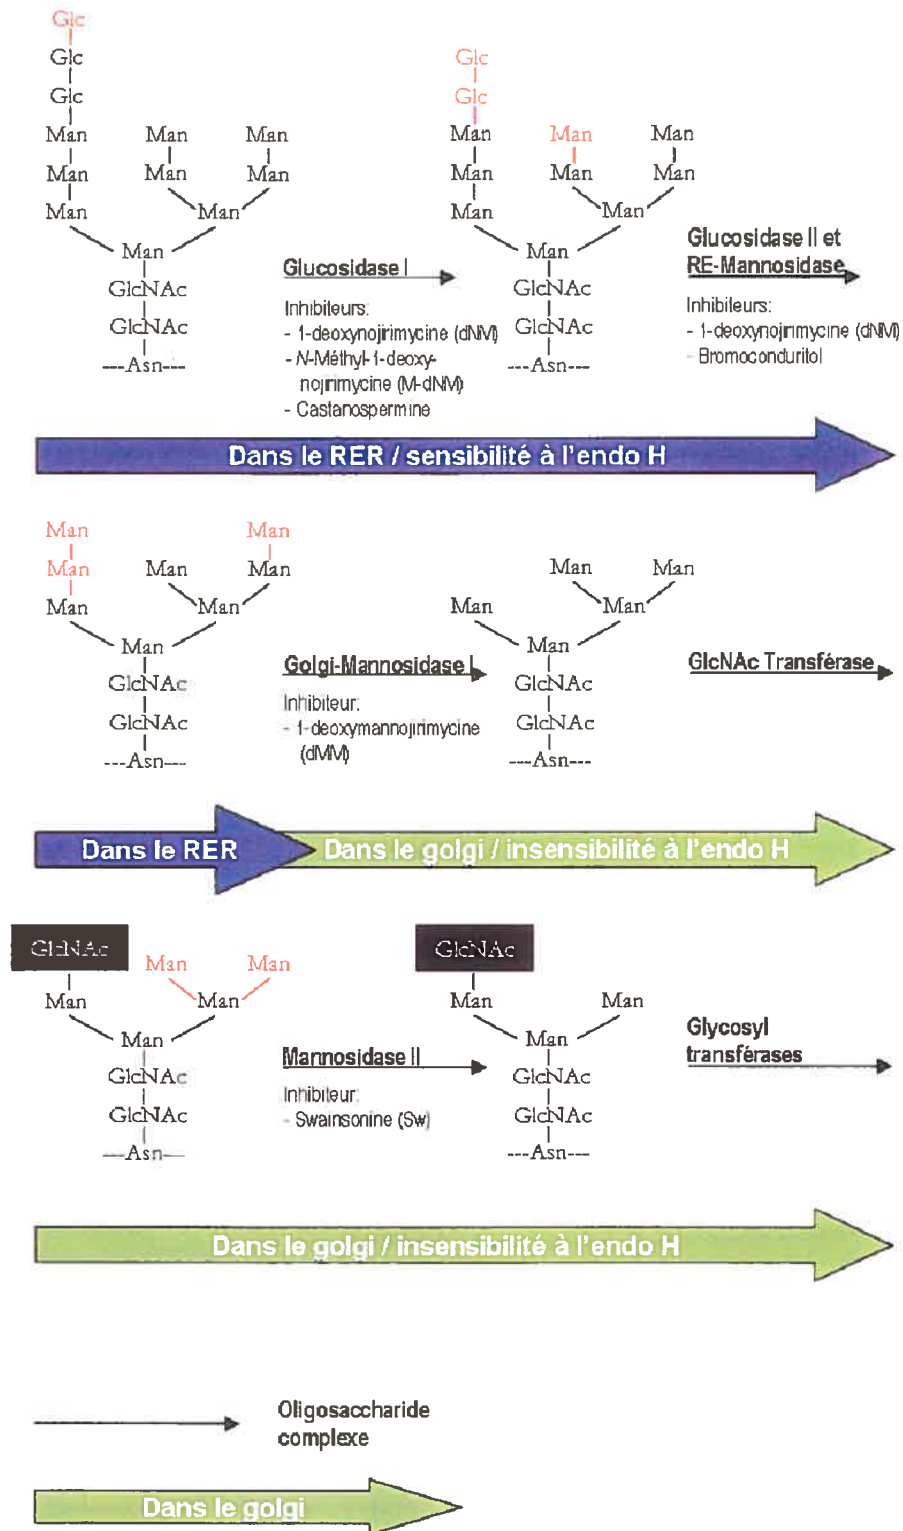 Glc
Glc Glc
Glc Glc
Man Man Man Man Man Man
Man Man Man Man Man Man
Man Man Man Man
Man Man
GlcNAc GlcNAc
GlcNAc GlcNAc
---Asn--- ---Asn---
Glucosidase I
Inhibiteurs:
- 1-deoxynojirimycine (dNM)
- N-Méthyl-1-deoxy-
nojirimycine (M-dNM)
- Castanospermine
Glucosidase II et
RE-Mannosidase
Inhibiteurs:
- 1-deoxynojirimycine (dNM)
- Bromoconduritol
Dans le RER / sensibilité à l'endo H
Man Man
Man Man Man Man Man
Man Man Man Man
Man Man
GlcNAc GlcNAc
GlcNAc GlcNAc
---Asn--- ---Asn---
Golgi-Mannosidase I
Inhibiteur:
- 1-deoxymannojirimycine
(dMM)
GlcNAc Transférase
Dans le RER Dans le golgi / insensibilité à l'endo H
GlcNAc GlcNAc
Man Man
Man Man Man Man
Man Man
GlcNAc GlcNAc
GlcNAc GlcNAc
---Asn--- ---Asn---
Mannosidase II
Inhibiteur:
- Swainsonine (Sw)
Glycosyl
transférases
Dans le golgi / insensibilité à l'endo H
Oligosaccharide
complexe
Dans le golgi